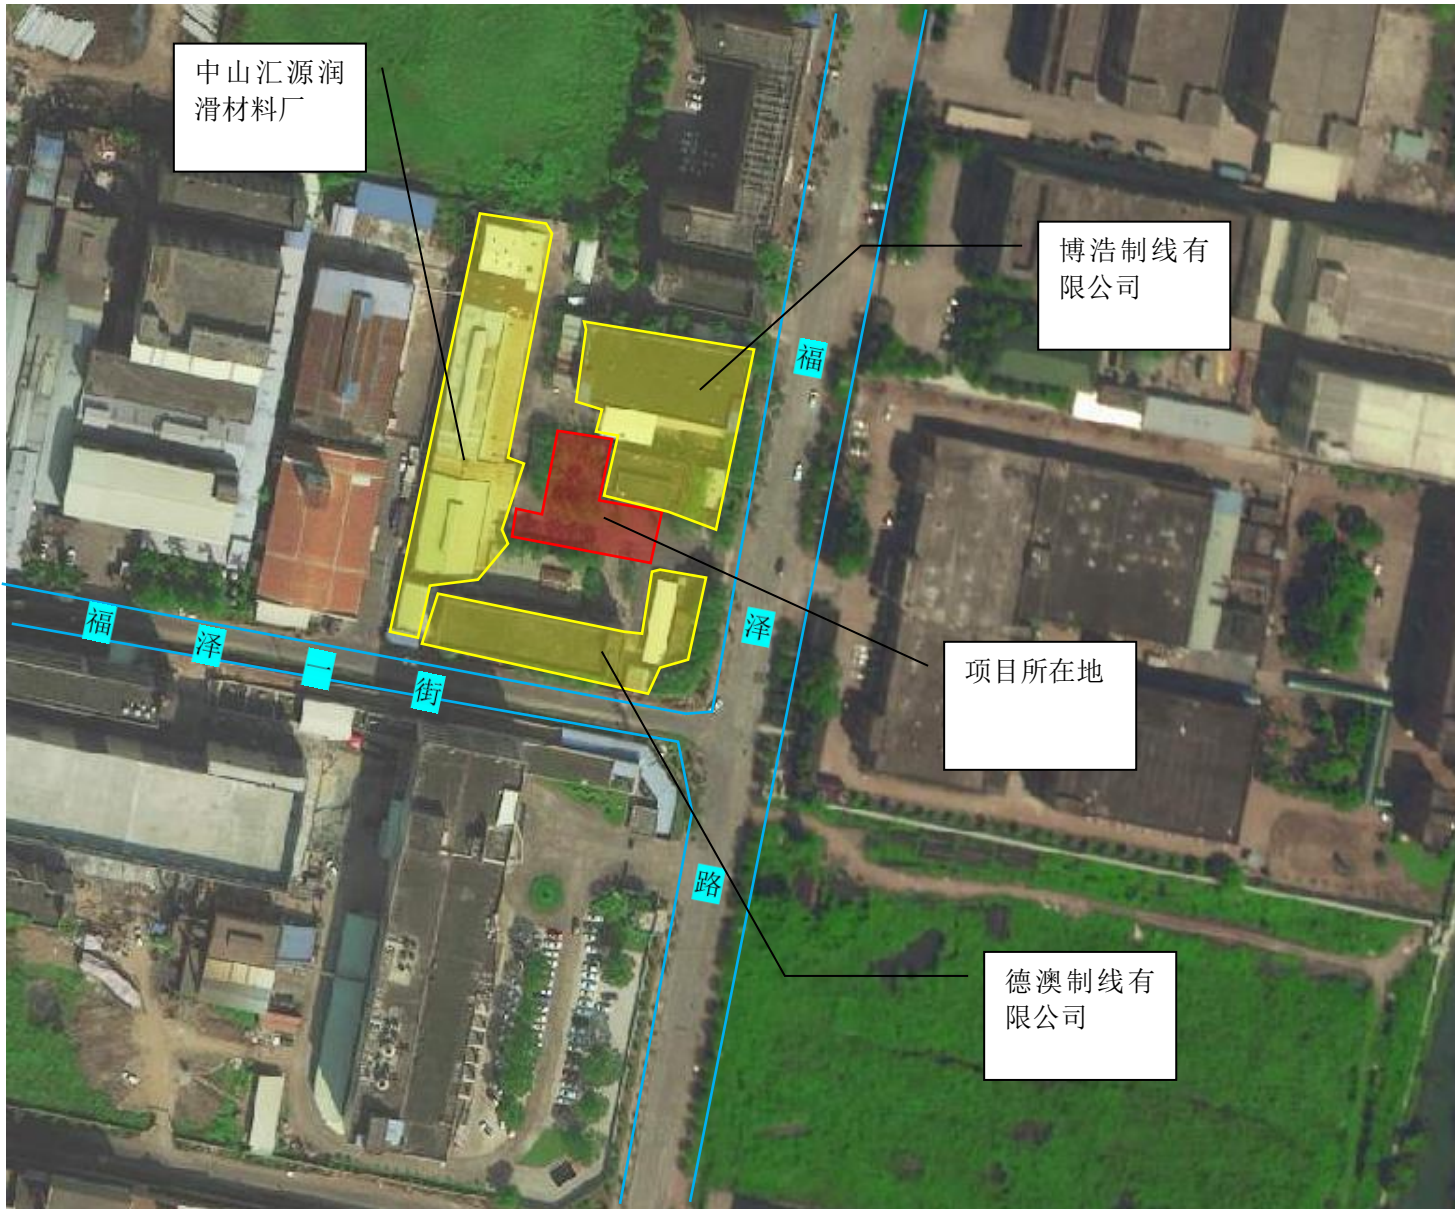 中山汇源润
滑材料厂
博浩制线有
限公司
福
泽
路
福
泽
一
街
项目所在地
德澳制线有
限公司